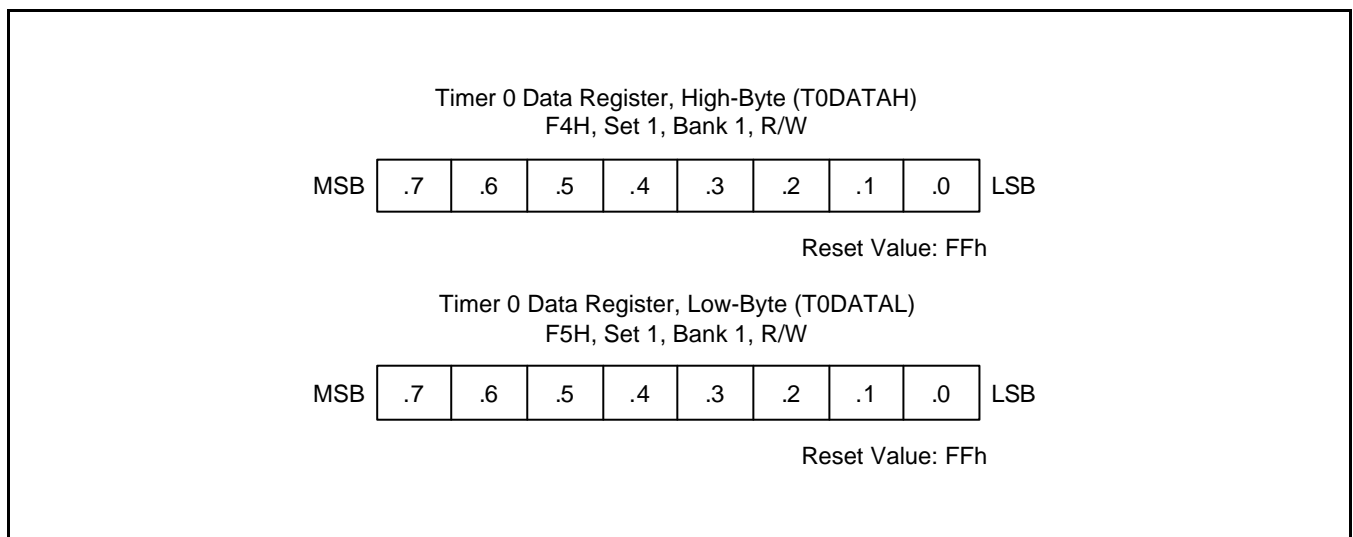 Timer 0 Data Register, High-Byte (T0DATAH)
F4H, Set 1, Bank 1, R/W
MSB .7 .6 .5 .4 .3 .2 .1 .0 LSB
Reset Value: FFh
Timer 0 Data Register, Low-Byte (T0DATAL)
F5H, Set 1, Bank 1, R/W
MSB .7 .6 .5 .4 .3 .2 .1 .0 LSB
Reset Value: FFh